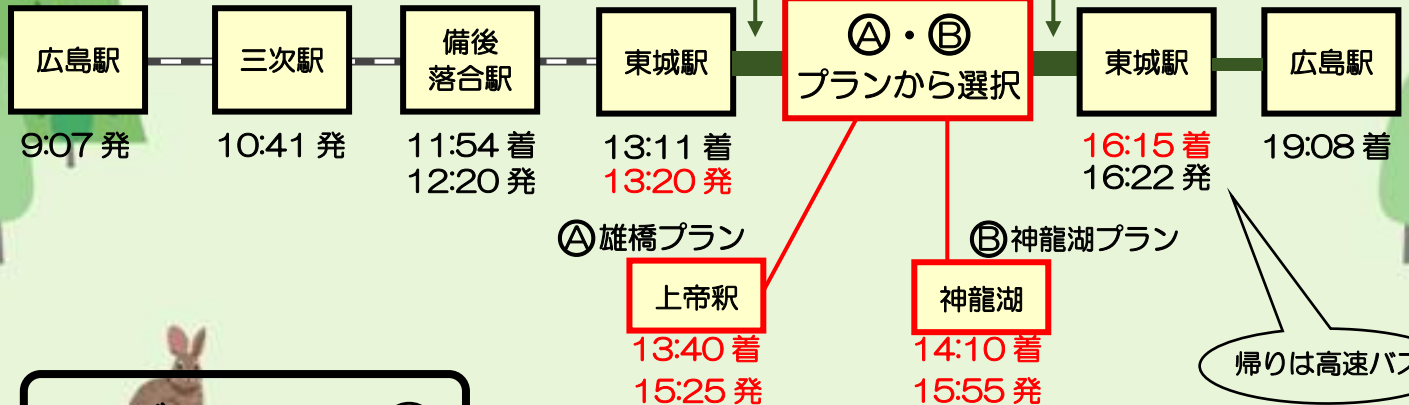 広島駅
9:07 発
三次駅
10:41 発
備後
落合駅
11:54 着
12:20 発
東城駅
13:11 着
13:20 発
Ⓐ・Ⓑ
プランから選択
東城駅
16:15 着
16:22 発
広島駅
19:08 着
Ⓐ雄橋プラン
上帝釈
13:40 着
15:25 発
Ⓑ神龍湖プラン
神龍湖
14:10 着
15:55 発
帰りは高速バ